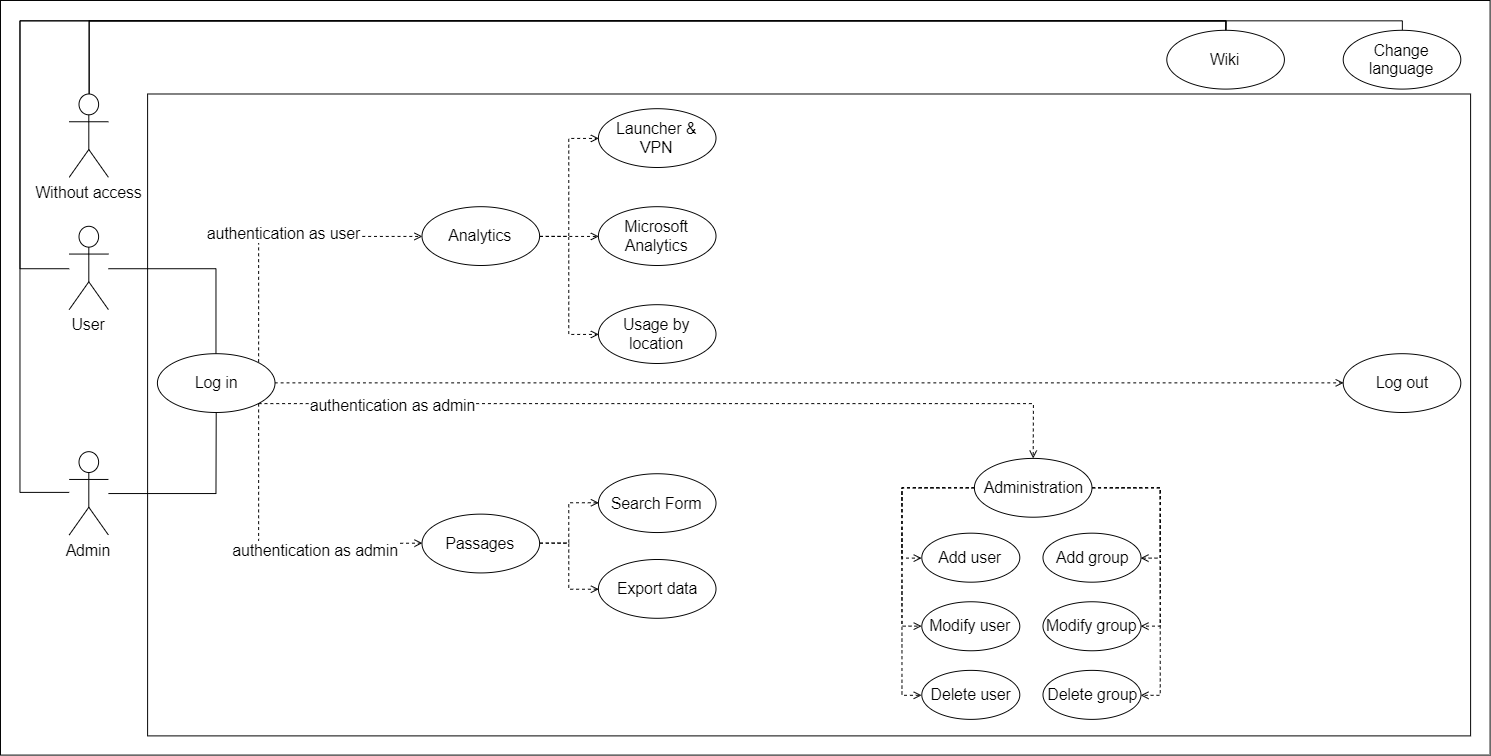 Wiki
Change
language
Without access
Launcher &
VPN
authentication as user
Analytics
Microsoft
Analytics
User
Usage by
location
Log in
Log out
authentication as admin
Admin
Search Form
Administration
authentication as admin
Passages
Export data
Add user
Add group
Modify user
Modify group
Delete user
Delete group